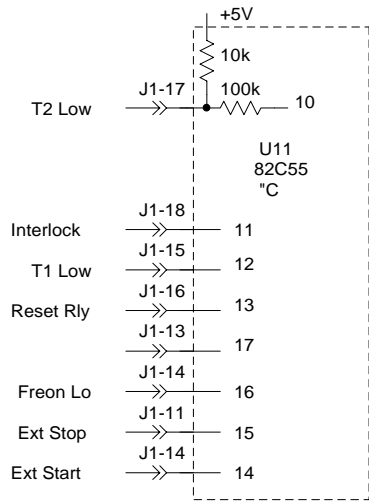 +5V
10k
J1-17 100k
T2 Low 10
U11
82C55
"C
J1-18
Interlock 11
J1-15
T1 Low 12
J1-16
Reset Rly 13
J1-13
17
J1-14
Freon Lo 16
J1-11
Ext Stop 15
J1-14
Ext Start 14